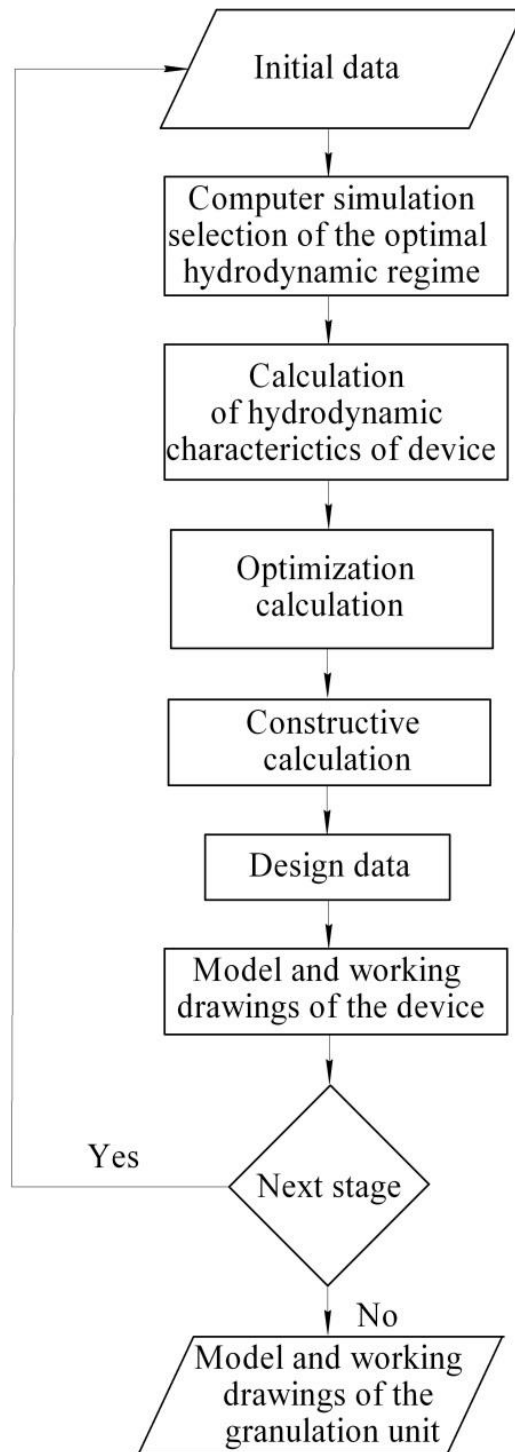 Initial data
Computer simulation
selection of the optimal
hydrodynamic regime
Calculation
of hydrodynamic
charaterictics of device
Optimization
calculation
Constructive
calculation
Design data
Model and working
drawings of the device
Yes
Next stage
No
Model and working
drawings of the
granulation unit